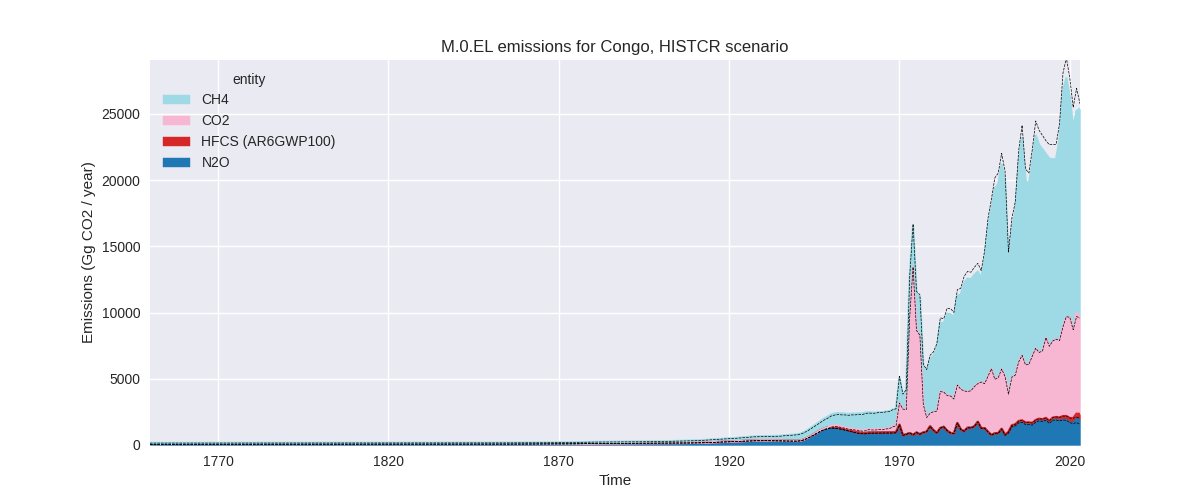 M.0.EL emissions for Congo, HISTCR scenario
entity
CH4
CO2
HFCS (AR6GWP100)
N2O
Emissions (Gg CO2 / year)
25000
20000
15000
10000
5000
0
1770
1820
1870
1920
1970
2020
Time